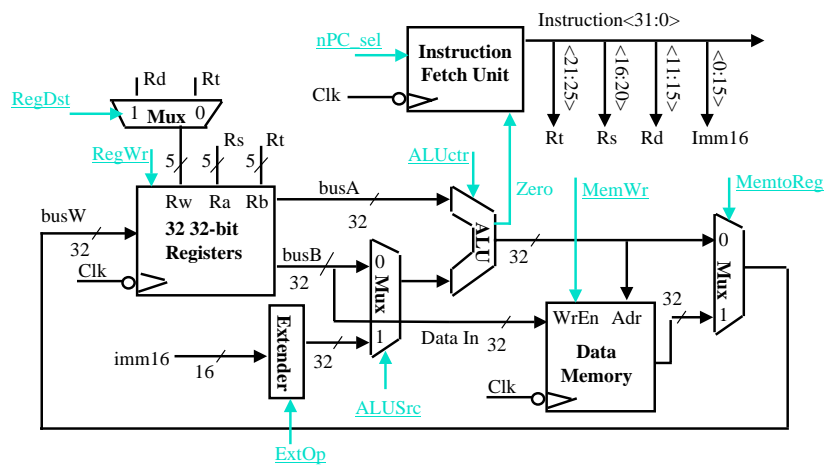 Instruction<31:0>
nPC_sel
Instruction
Fetch Unit
Clk
<21:25>
<16:20>
<11:15>
<0:15>
Rt
Rs
Rd
Imm16
Rd
Rt
RegDst
1 Mux 0
RegWr
5
5
Rs
5
Rt
ALUctr
Zero
MemWr
MemtoReg
busA
32
Rw Ra Rb
busW
32
32 32-bit
Registers
busB
32
Clk
0
Mux
1
ALU
32
0
Mux
1
32
WrEn Adr
Data
Memory
Data In
32
Clk
imm16
16
Extender
32
ALUSrc
ExtOp